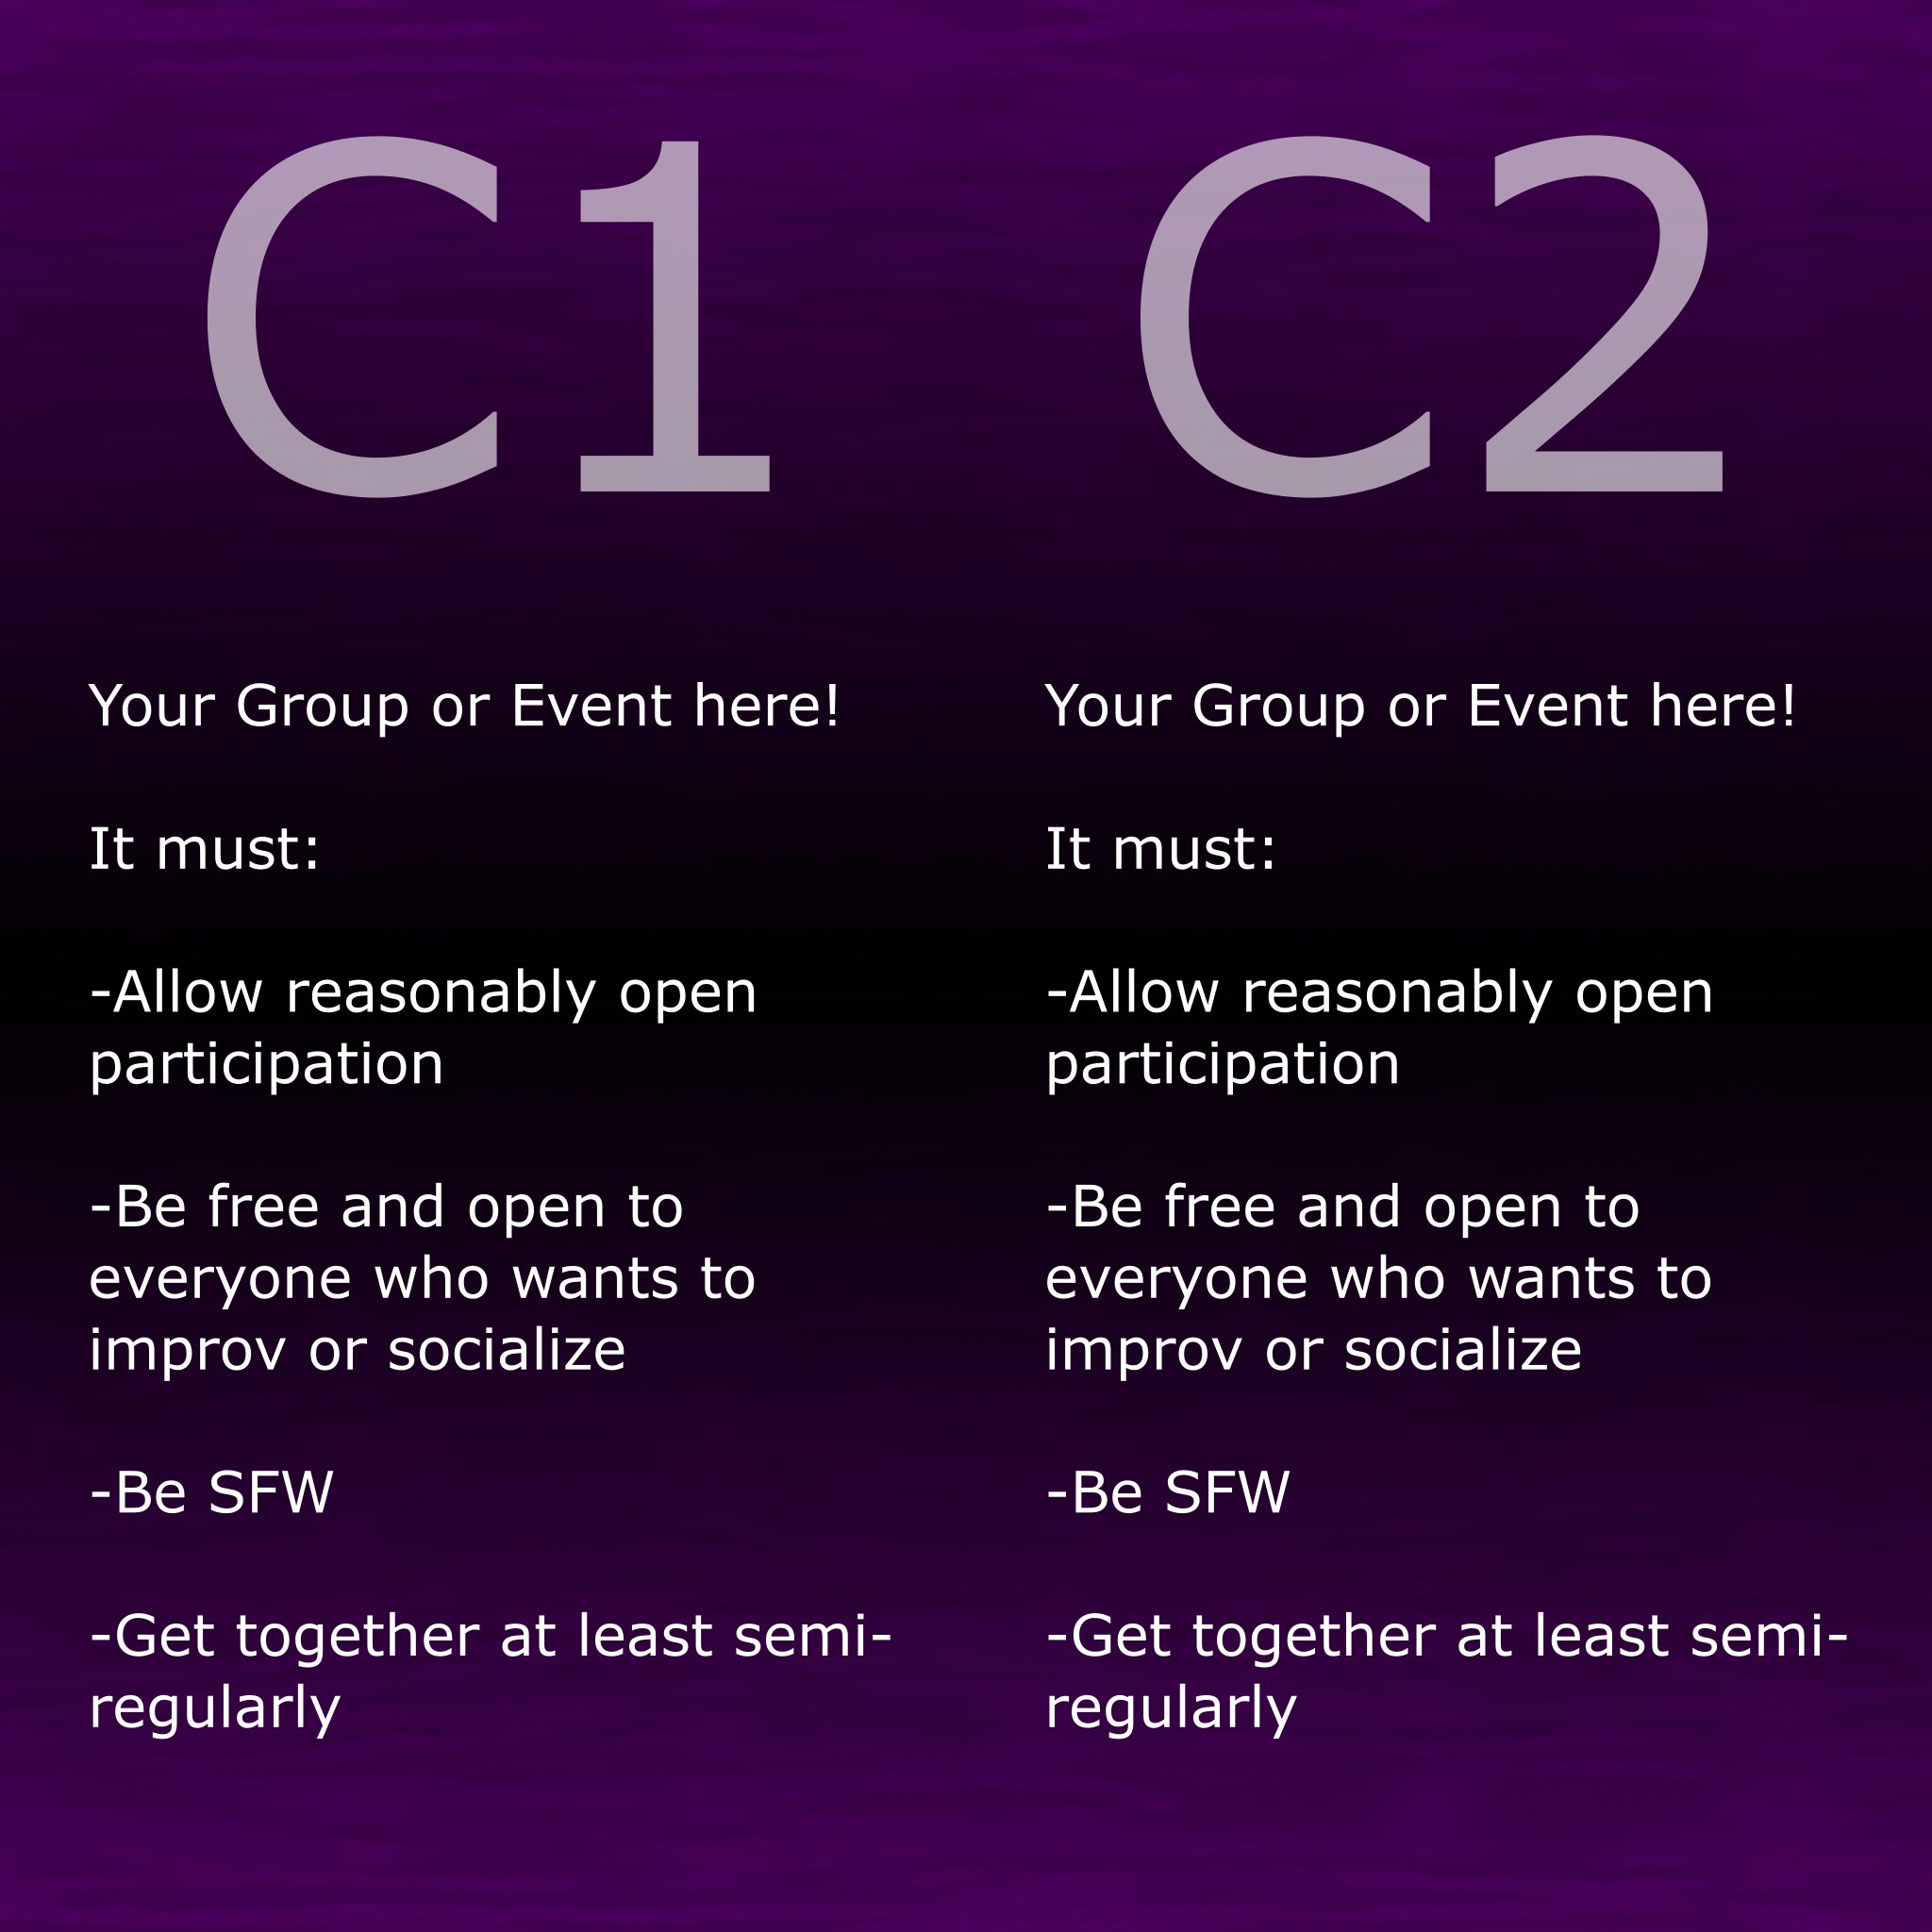 C1
Your Group or Event here!
It must:
-Allow reasonably open
participation
-Be free and open to
everyone who wants to
improv or socialize
-Be SFW
-Get together at least semi-
regularly
C2
Your Group or Event here!
It must:
-Allow reasonably open
participation
-Be free and open to
everyone who wants to
improv or socialize
-Be SFW
-Get together at least semi-
regularly